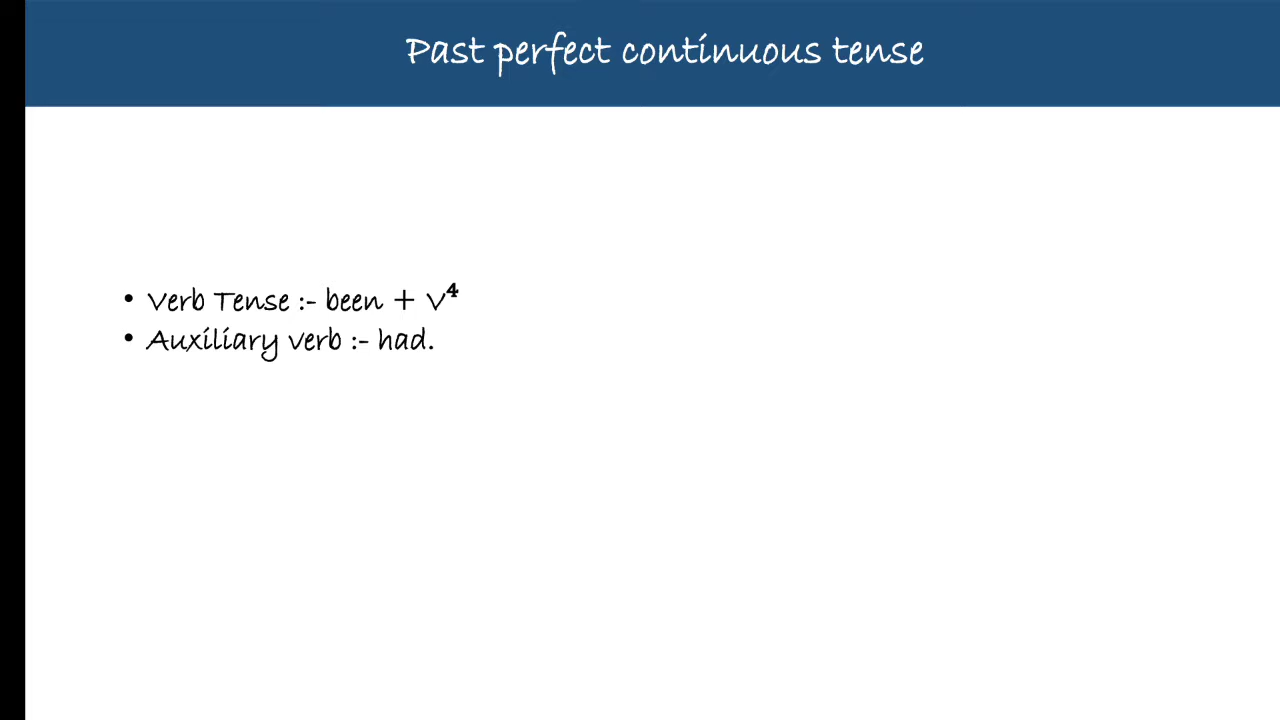 Past perfect continuous tense
• Verb Tense :- been + V⁴
• Auxiliary verb :- had.